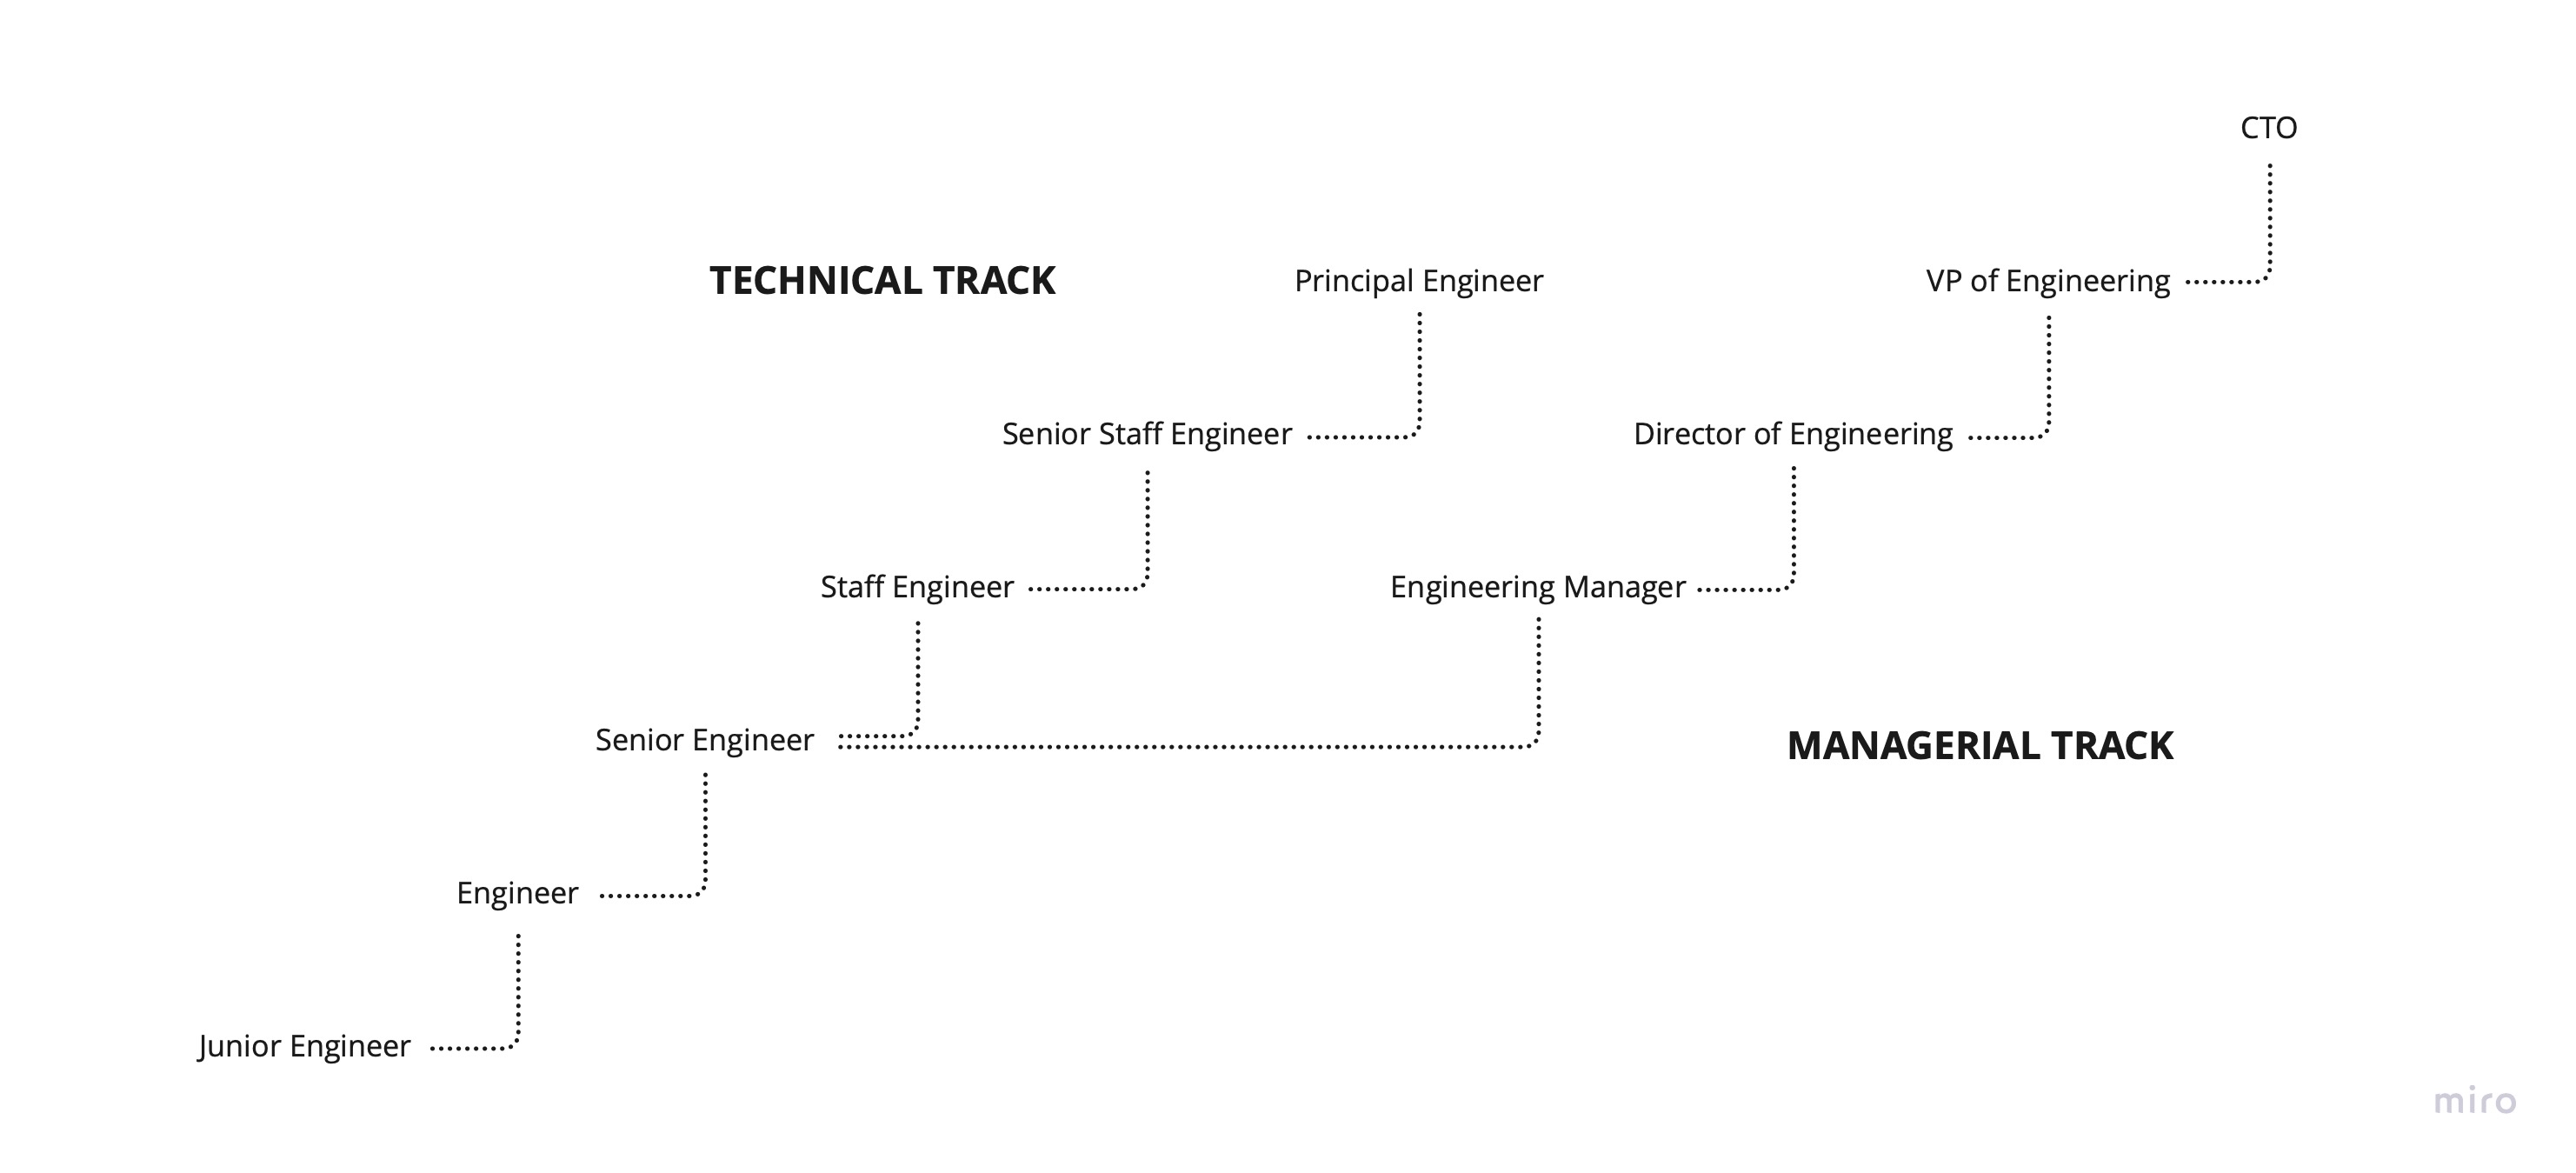 CTO
TECHNICAL TRACK
Principal Engineer
VP of Engineering
Senior Staff Engineer
Director of Engineering
Staff Engineer
Engineering Manager
Senior Engineer
MANAGERIAL TRACK
Engineer
Junior Engineer
miro